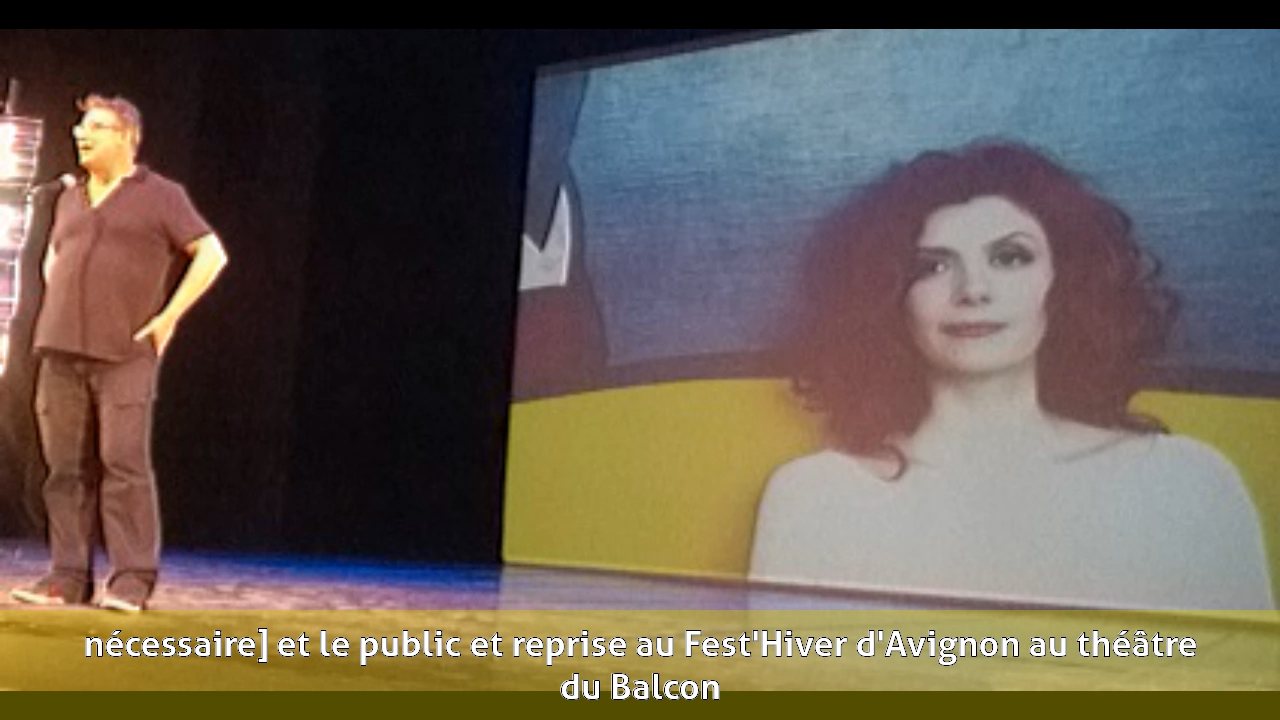 nécessaire] et le public et reprise au Fest'Hiver d'Avignon au théâtre
du Balcon